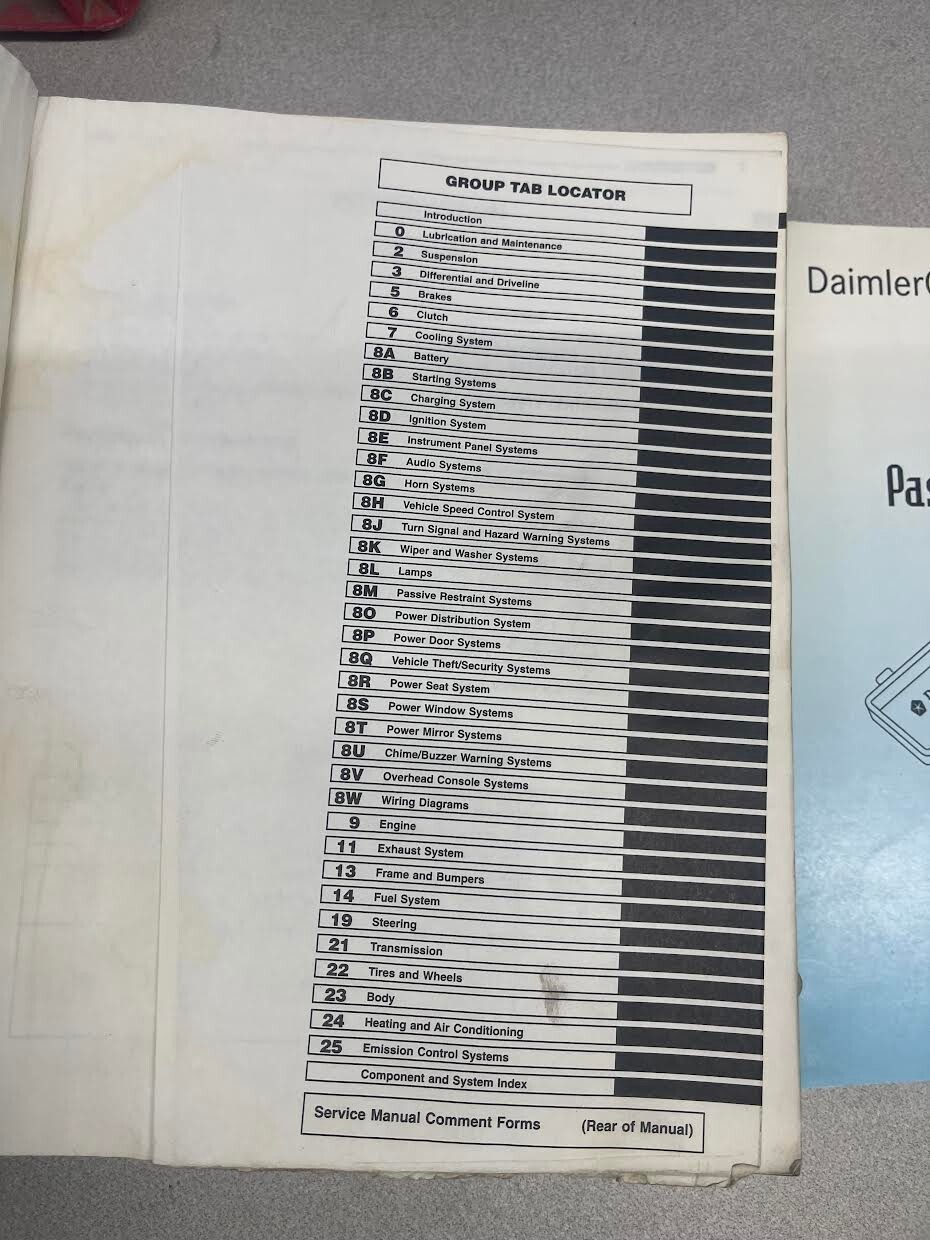 GROUP TAB LOCATOR
Introduction
0 Lubrication and Maintenance
2 Suspension
3 Differential and Driveline
5 Brakes
6 Clutch
7 Cooling System
8A Battery
8B Starting Systems
8C Charging System
8D Ignition System
8E Instrument Panel Systems
8F Audio Systems
8G Horn Systems
8H Vehicle Speed Control System
8J Turn Signal and Hazard Warning Systems
8K Wiper and Washer Systems
8L Lamps
8M Passive Restraint Systems
8O Power Distribution System
8P Power Door Systems
8Q Vehicle Theft/Security Systems
8R Power Seat System
8S Power Window Systems
8T Power Mirror Systems
8U Chime/Buzzer Warning Systems
8V Overhead Console Systems
8W Wiring Diagrams
9 Engine
11 Exhaust System
13 Frame and Bumpers
14 Fuel System
19 Steering
21 Transmission
22 Tires and Wheels
23 Body
24 Heating and Air Conditioning
25 Emission Control Systems
Component and System Index
Service Manual Comment Forms (Rear of Manual)
Daimler
Pas